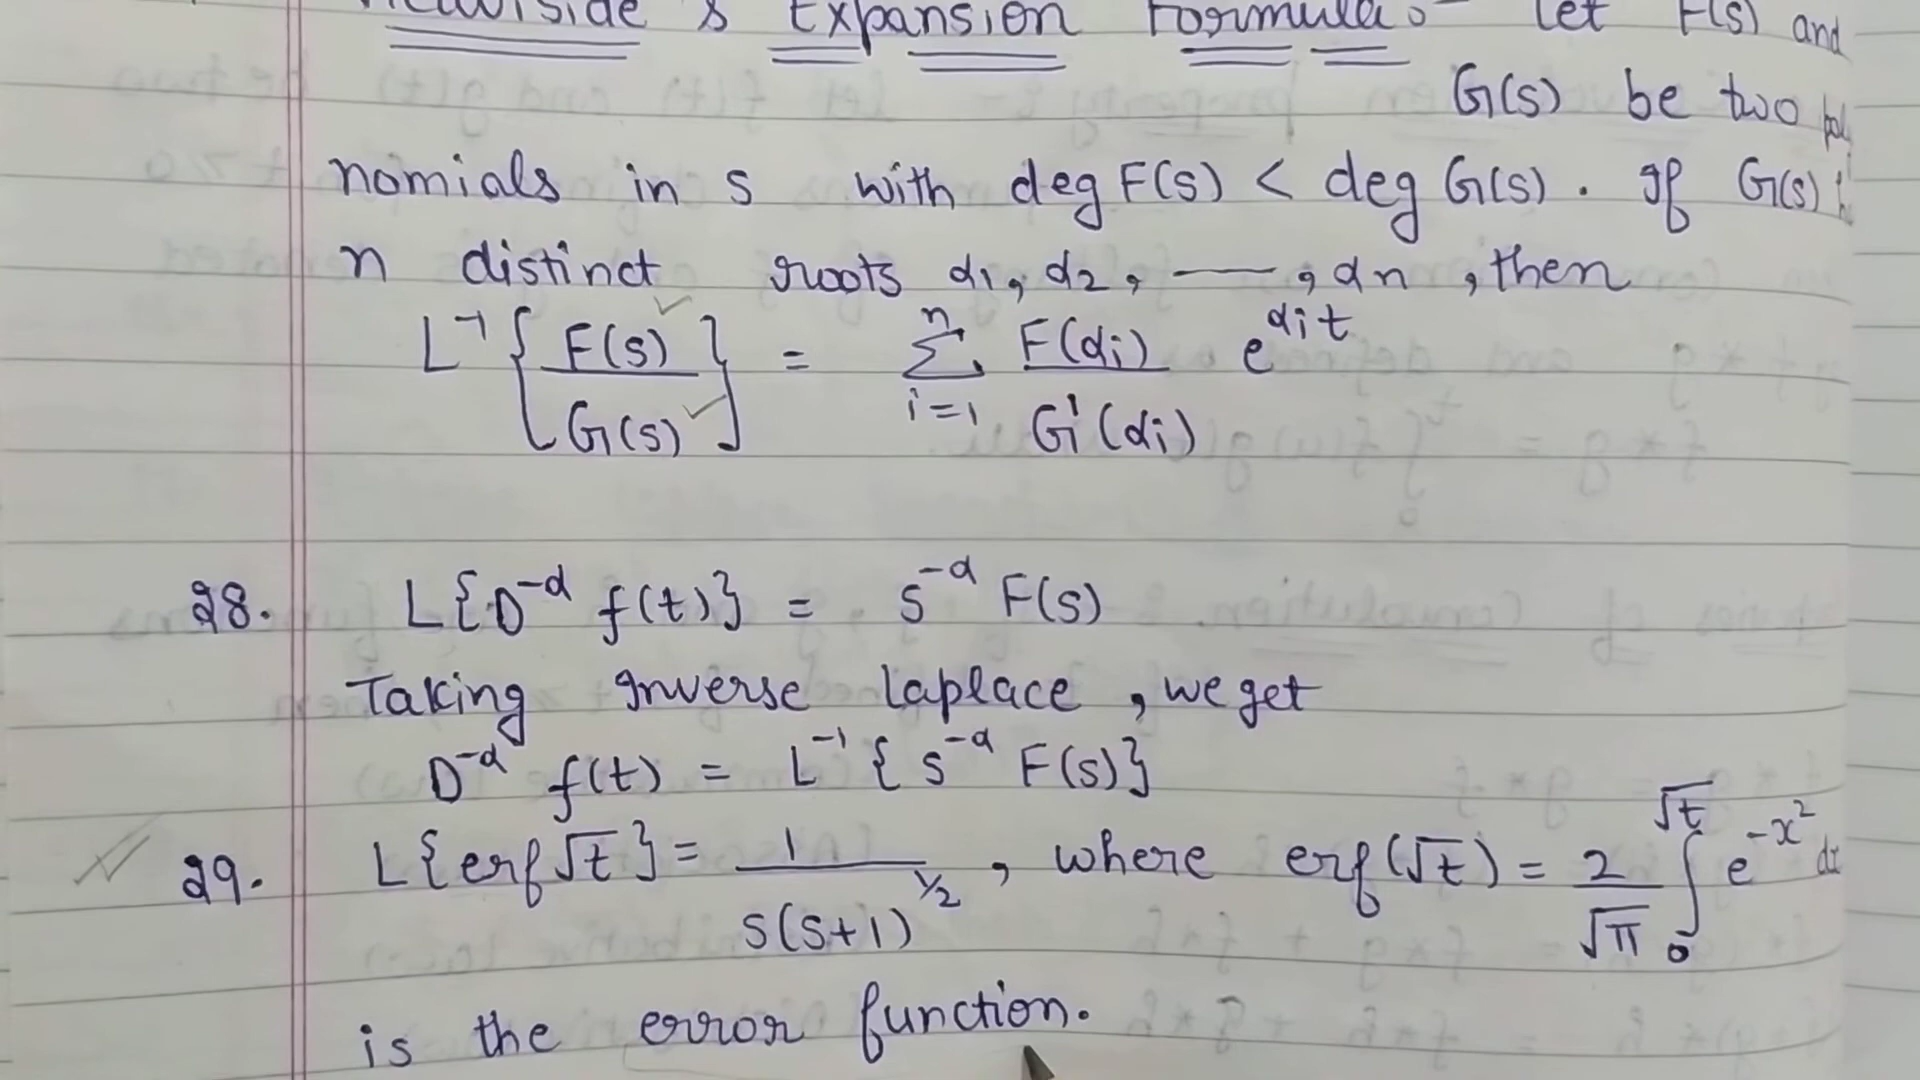 Heaviside's Expansion Formula :- Let F(s) and
G(s) be two pol
nomials in s with deg F(s) < deg G(s). If G(s)
n distinct roots α1, α2, —, αn, then
L⁻¹ { F(s) / G(s) } = Σ_{i=1}^{n} F(αi) / G'(αi) e^{αi t}
28. L{D^{-α} f(t)} = s^{-α} F(s)
Taking Inverse Laplace, we get
D^{-α} f(t) = L⁻¹ { s^{-α} F(s)}
29. L{erf √t} = 1 / s(s+1)^{1/2}, where erf(√t) = 2/√π ∫_0^{√t} e^{-x²} dx
is the error function.